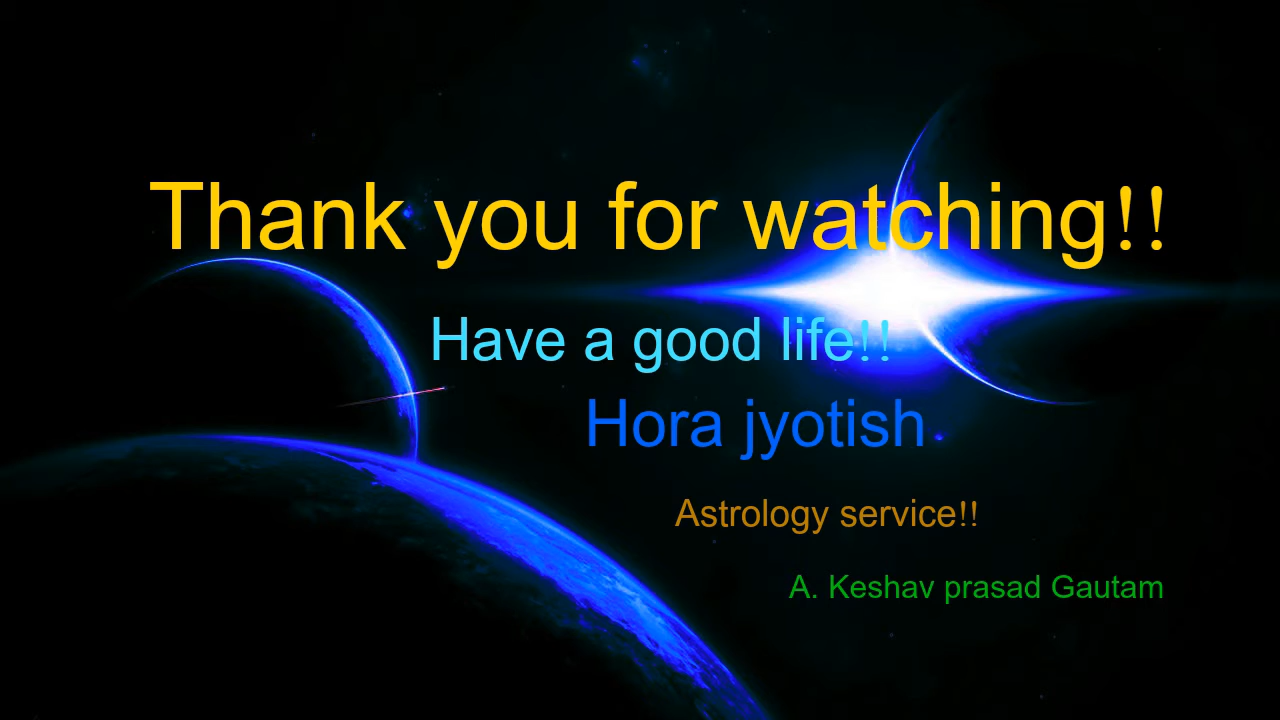 Thank you for watching!!
Have a good life!!
Hora jyotish
Astrology service!!
A. Keshav prasad Gautam